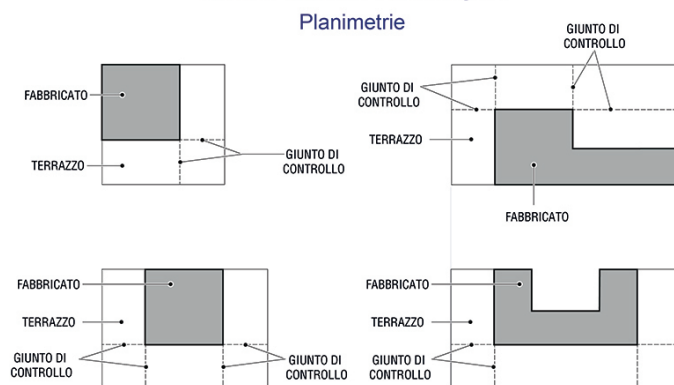 Planimetrie
FABBRICATO
TERRAZZO
GIUNTO DI
CONTROLLO
GIUNTO DI
CONTROLLO
GIUNTO DI
CONTROLLO
TERRAZZO
FABBRICATO
FABBRICATO
TERRAZZO
GIUNTO DI
CONTROLLO
GIUNTO DI
CONTROLLO
FABBRICATO
TERRAZZO
GIUNTO DI
CONTROLLO